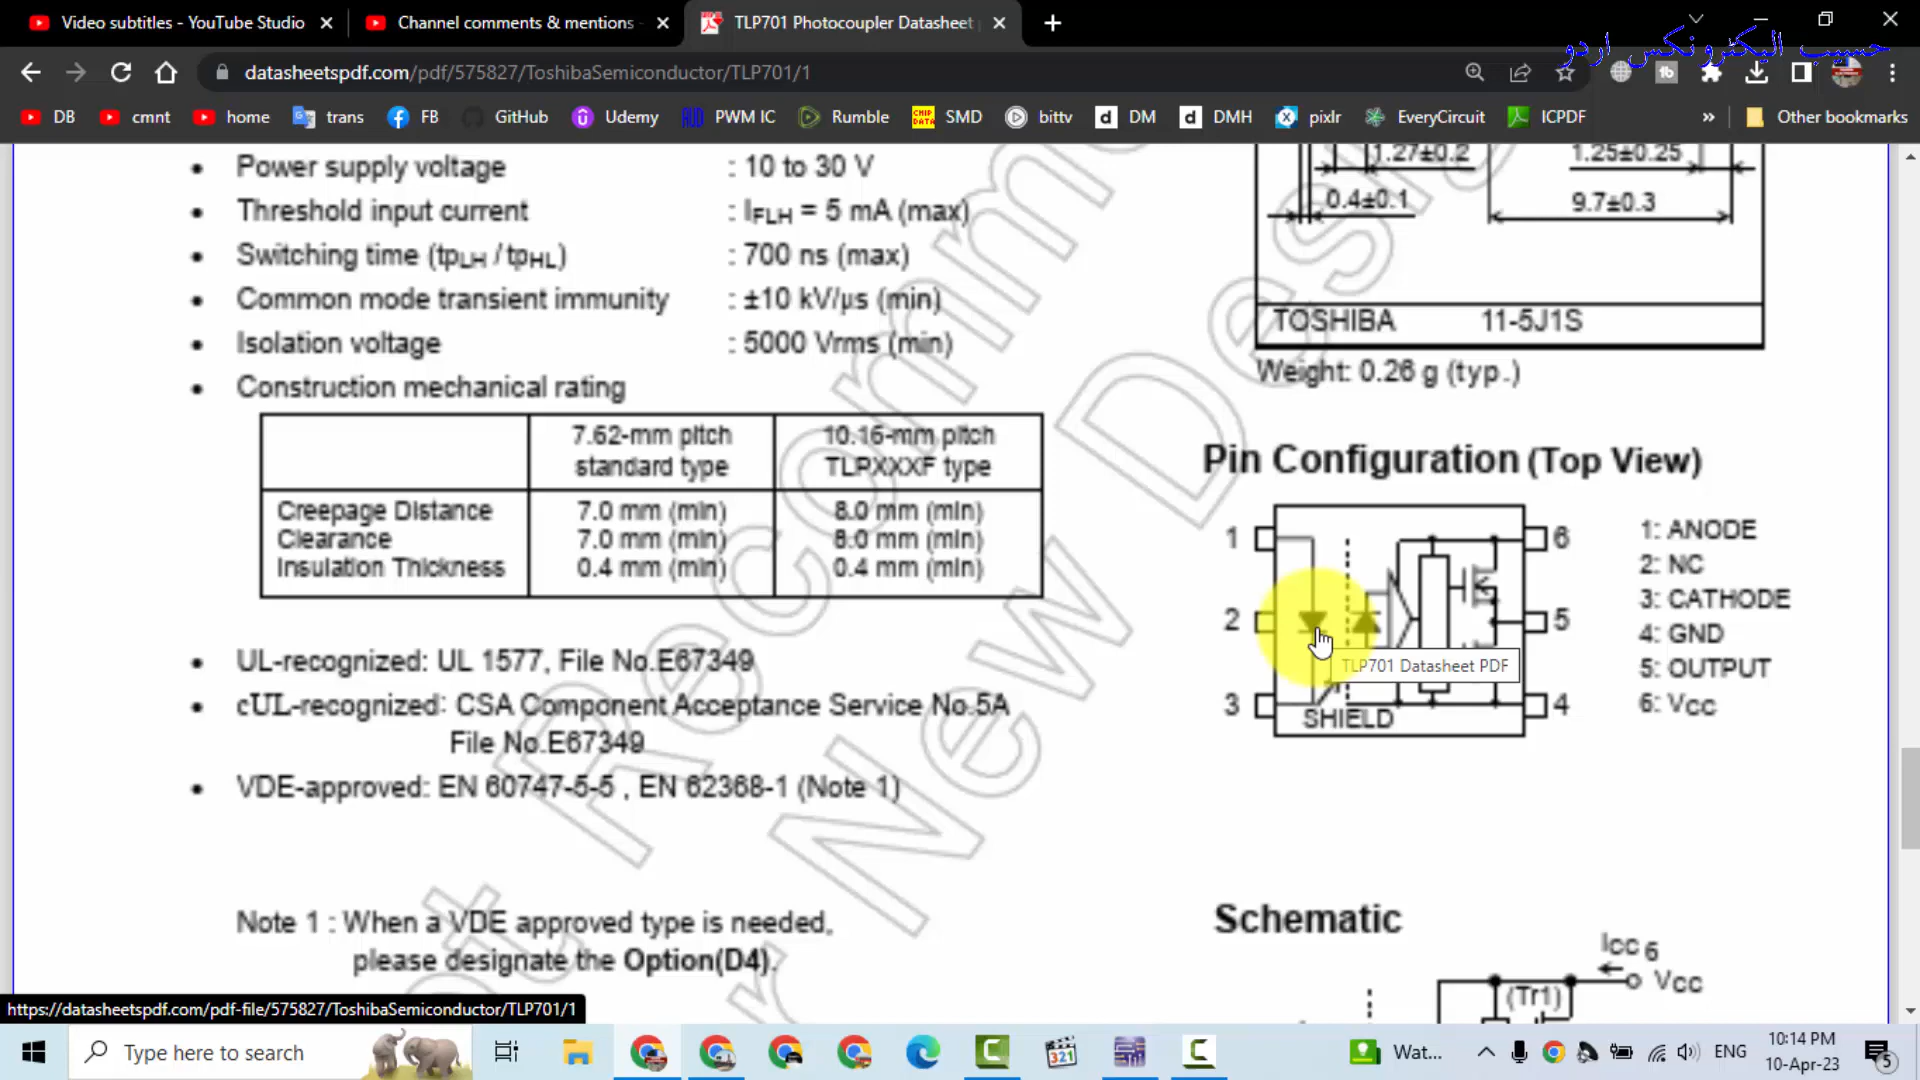 Video subtitles - YouTube Studio
Channel comments & mentions -
TLP701 Photocoupler Datasheet
حسیب الیکٹرونکس اردو
datasheetspdf.com/pdf/575827/ToshibaSemiconductor/TLP701/1
DB cmnt home trans FB GitHub Udemy PWM IC Rumble SMD bittv DM DMH pixlr EveryCircuit ICPDF » Other bookmarks
• Power supply voltage : 10 to 30 V
• Threshold input current : IFLH = 5 mA (max)
• Switching time (tpLH / tpHL) : 700 ns (max)
• Common mode transient immunity : ±10 kV/μs (min)
• Isolation voltage : 5000 Vrms (min)
• Construction mechanical rating
7.62-mm pitch standard type
10.16-mm pitch TLPXXXF type
Creepage Distance 7.0 mm (min) 8.0 mm (min)
Clearance 7.0 mm (min) 8.0 mm (min)
Insulation Thickness 0.4 mm (min) 0.4 mm (min)
• UL-recognized: UL 1577, File No.E67349
• cUL-recognized: CSA Component Acceptance Service No.5A
File No.E67349
• VDE-approved: EN 60747-5-5 , EN 62368-1 (Note 1)
Note 1 : When a VDE approved type is needed,
please designate the Option(D4).
1.27±0.2 1.25±0.25
0.4±0.1 9.7±0.3
TOSHIBA 11-5J1S
Weight: 0.26 g (typ.)
Pin Configuration (Top View)
1 6
2 5
3 4
SHIELD
TLP701 Datasheet PDF
1: ANODE
2: NC
3: CATHODE
4: GND
5: OUTPUT
6: VCC
Schematic
ICC 6
VCC
(Tr1)
New Design
https://datasheetspdf.com/pdf-file/575827/ToshibaSemiconductor/TLP701/1
Type here to search
321
Wat...
ENG
10:14 PM
10-Apr-23
5